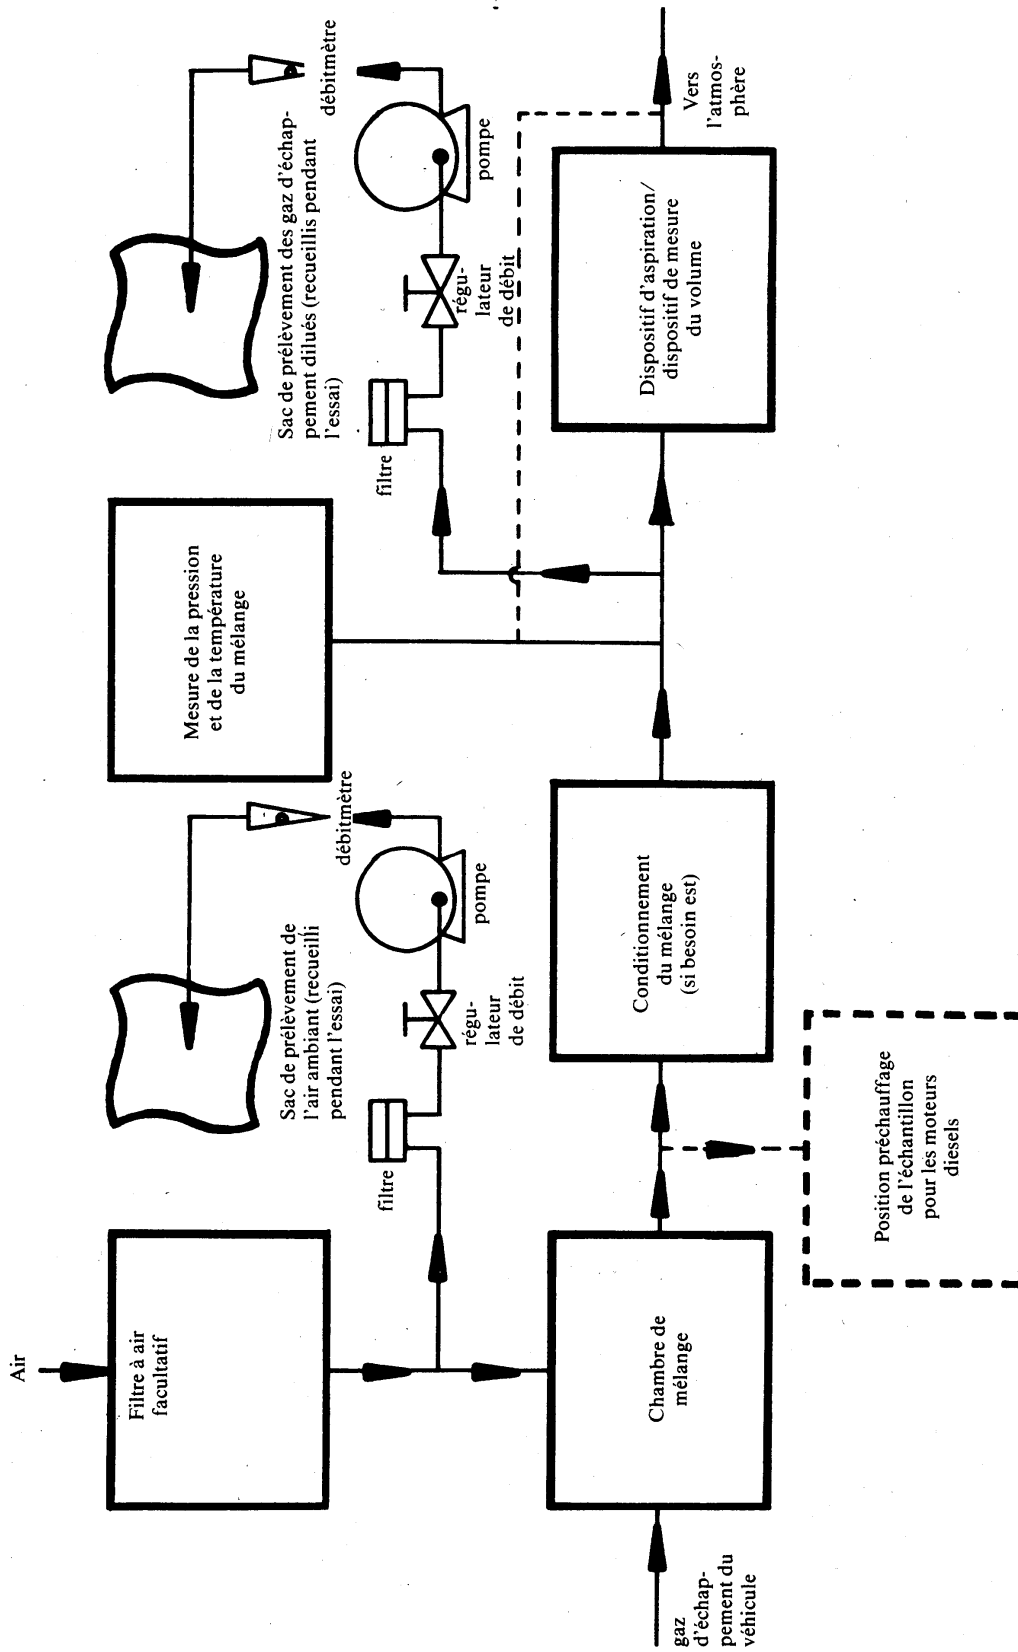 Air
Filtre à air
facultatif
gaz
d'échap-
pement du
véhicule
Chambre de
mélange
filtre
régu-
lateur
de débit
pompe
débitmètre
Sac de prélèvement de
l'air ambiant (recueilli
pendant l'essai)
Position préchauffage
de l'échantillon
pour les moteurs
diesels
Conditionnement
du mélange
(si besoin est)
Mesure de la pression
et de la température
du mélange
filtre
régu-
lateur
de débit
pompe
débitmètre
Sac de prélèvement des gaz d'échap-
pement dilués (recueillis pendant
l'essai)
Dispositif d'aspiration/
dispositif de mesure
du volume
Vers
l'atmos-
phère